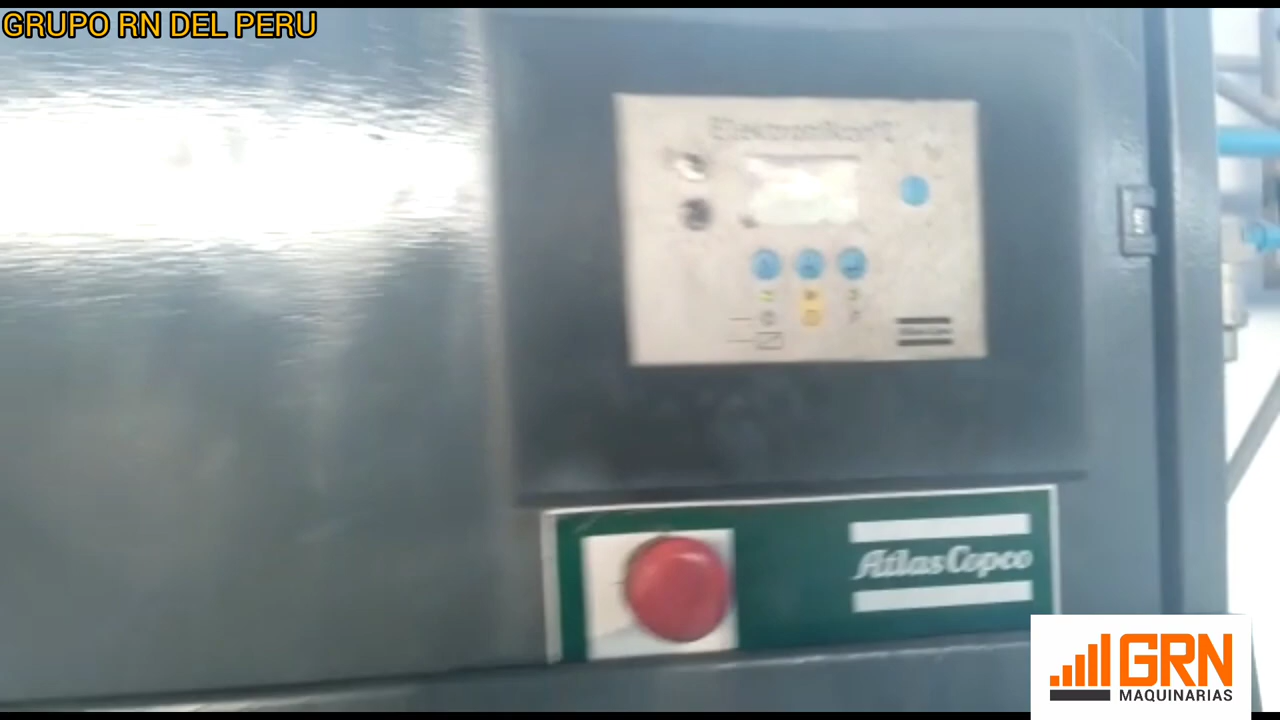 GRUPO RN DEL PERU
Elektronikon
Atlas Copco
GRN
MAQUINARIAS